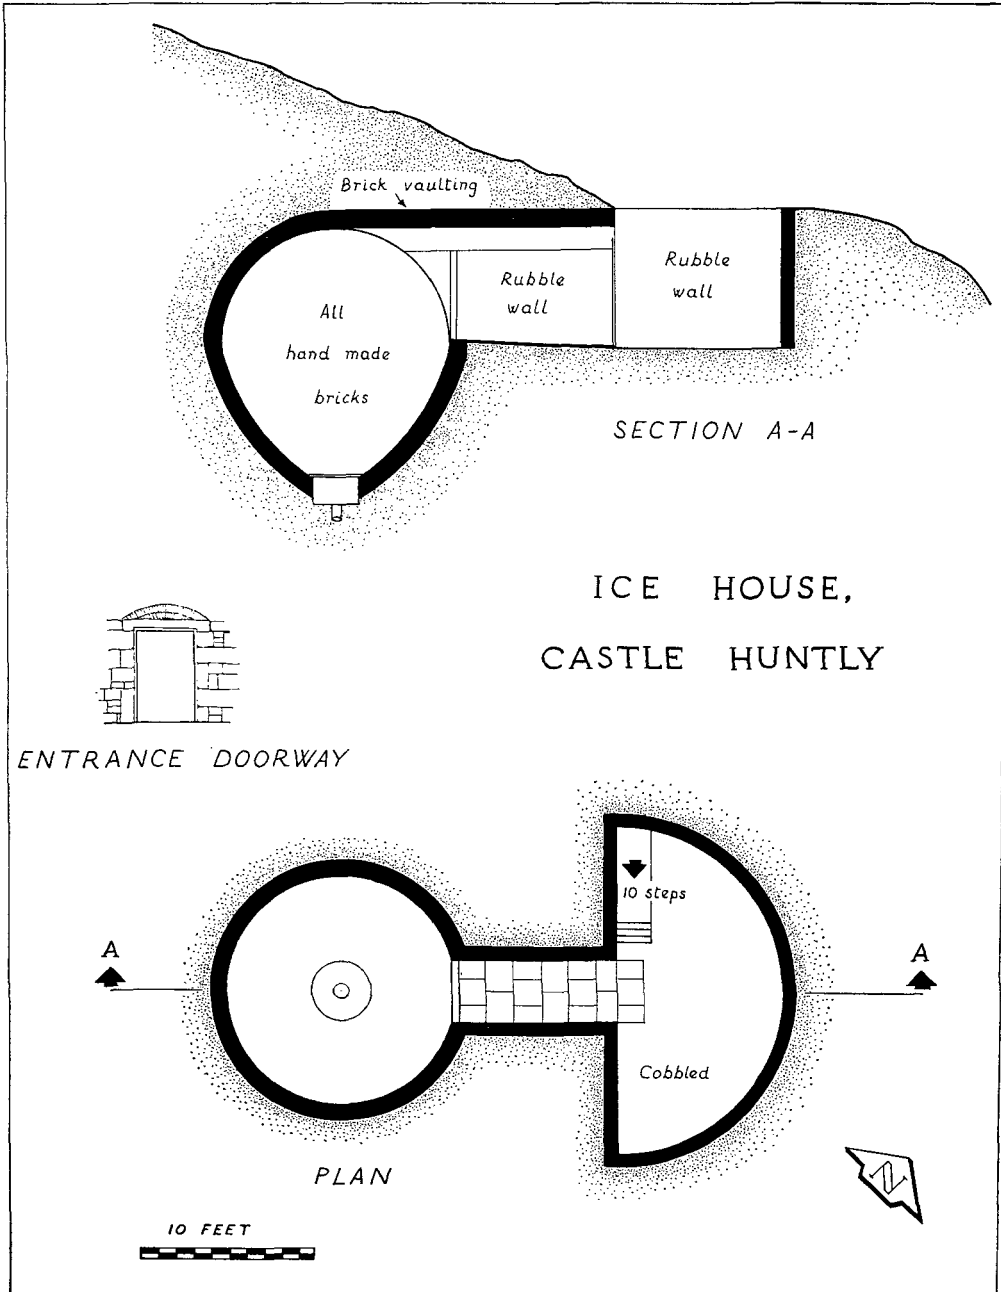 Brick vaulting
Rubble
wall
Rubble
wall
All
hand made
bricks
SECTION A-A
ICE HOUSE,
CASTLE HUNTLY
ENTRANCE DOORWAY
10 steps
A
A
Cobbled
PLAN
N
10 FEET